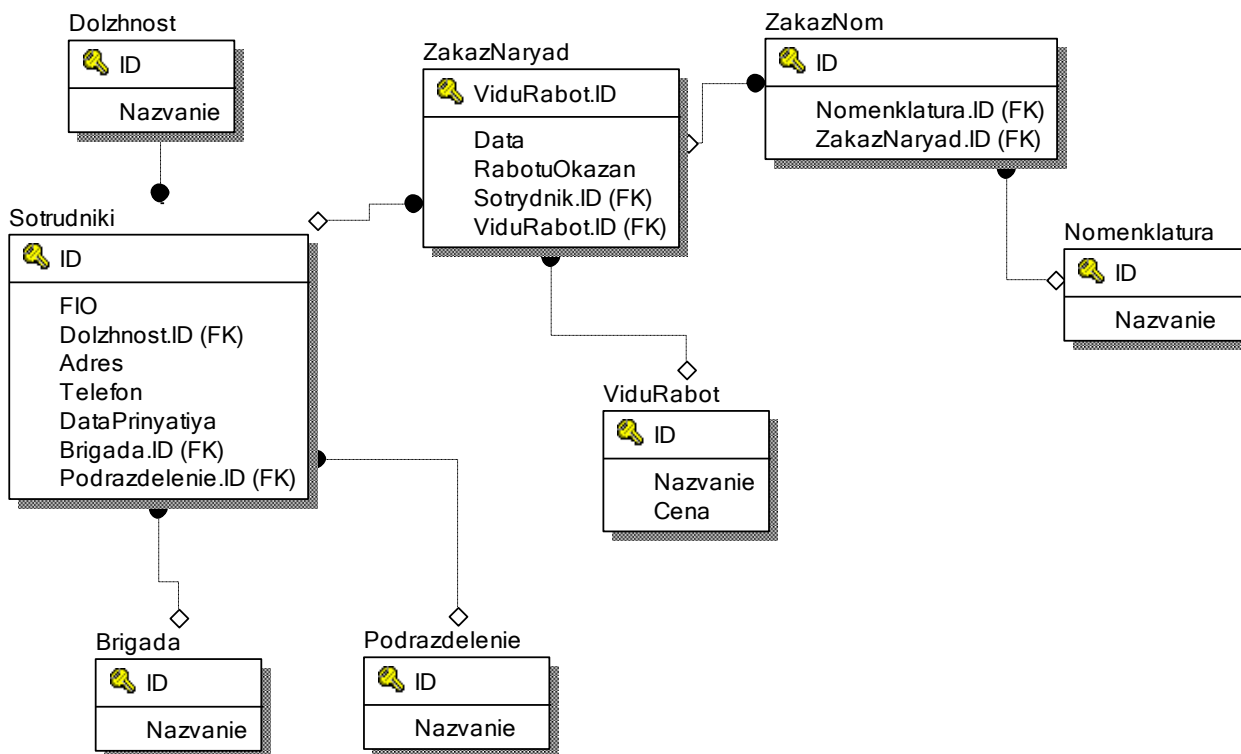 Dolzhnost
ID
Nazvanie
Sotrudniki
ID
FIO
Dolzhnost.ID (FK)
Adres
Telefon
DataPrinyatiya
Brigada.ID (FK)
Podrazdelenie.ID (FK)
Brigada
ID
Nazvanie
Podrazdelenie
ID
Nazvanie
ZakazNaryad
ViduRabot.ID
Data
RabotuOkazan
Sotrydnik.ID (FK)
ViduRabot.ID (FK)
ViduRabot
ID
Nazvanie
Cena
ZakazNom
ID
Nomenklatura.ID (FK)
ZakazNaryad.ID (FK)
Nomenklatura
ID
Nazvanie